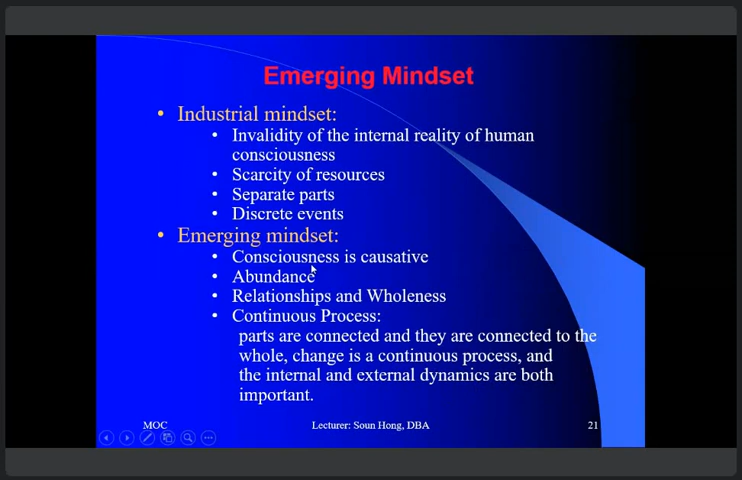 Emerging Mindset
• Industrial mindset:
• Invalidity of the internal reality of human
consciousness
• Scarcity of resources
• Separate parts
• Discrete events
• Emerging mindset:
• Consciousness is causative
• Abundance
• Relationships and Wholeness
• Continuous Process:
parts are connected and they are connected to the
whole, change is a continuous process, and
the internal and external dynamics are both
important.
MOC Lecturer: Soun Hong, DBA 21